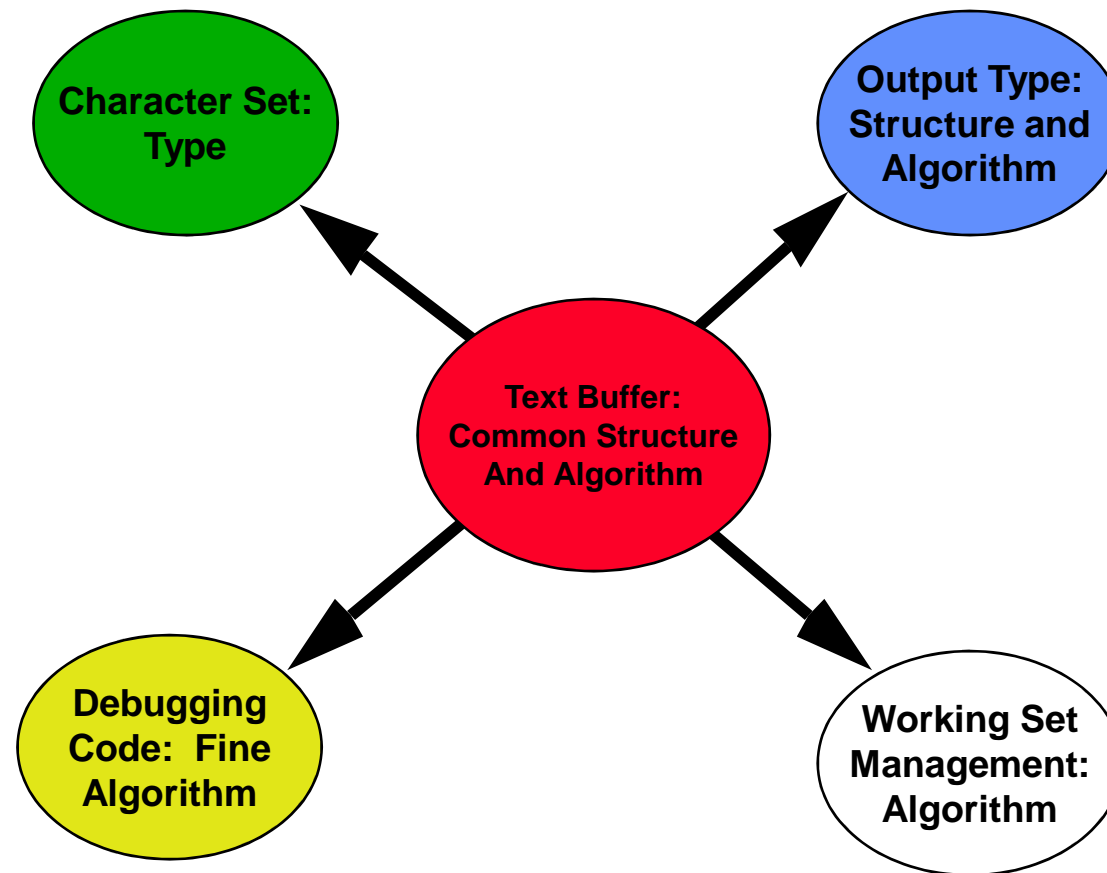 Character Set:
Type
Output Type:
Structure and
Algorithm
Text Buffer:
Common Structure
And Algorithm
Debugging
Code:  Fine
Algorithm
Working Set
Management:
Algorithm